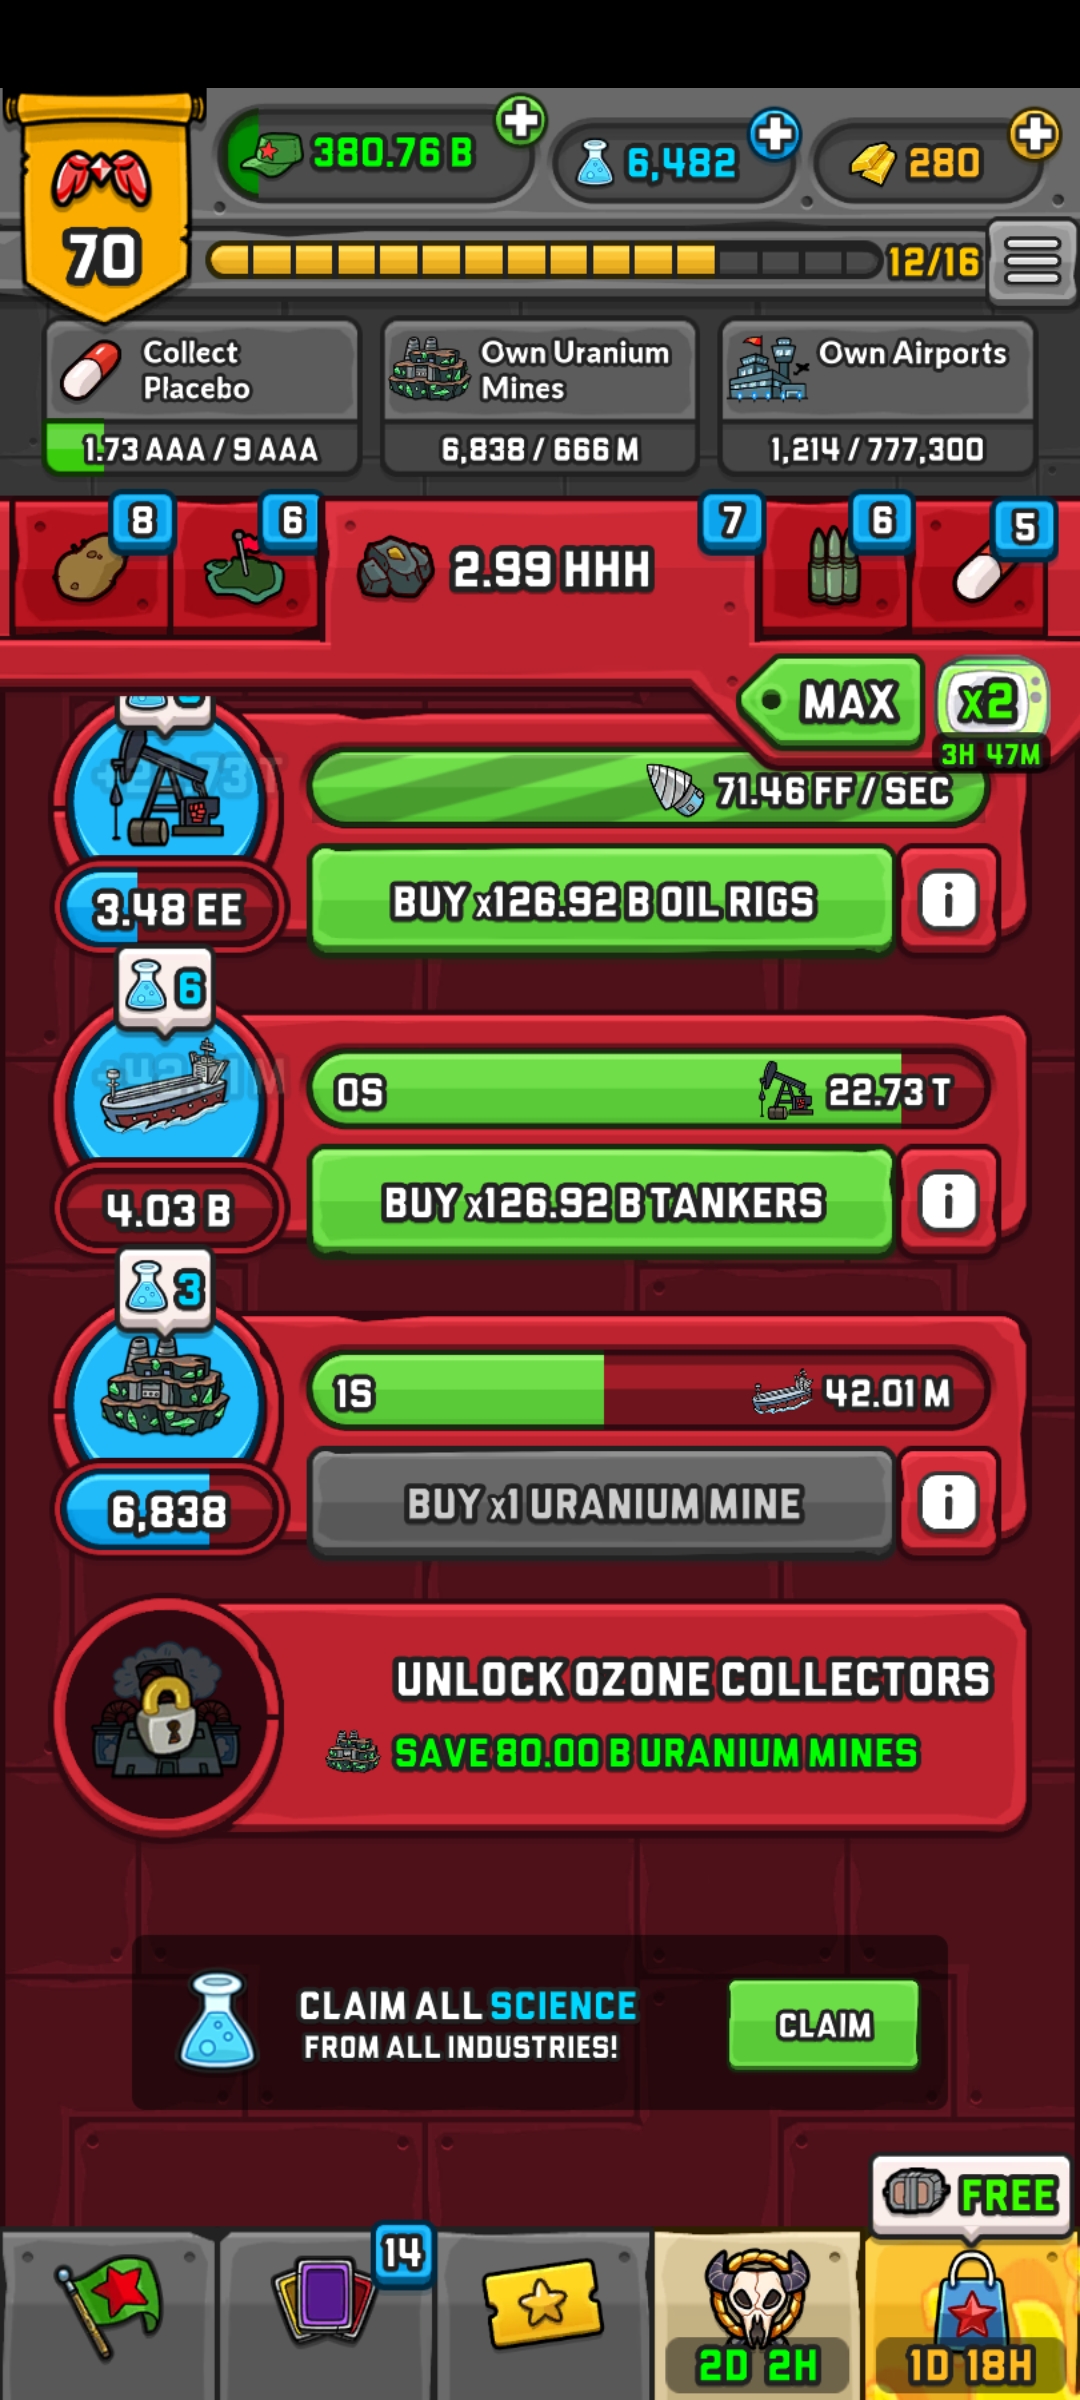 380.76 B
6,482
280
70
12/16
Collect
Placebo
1.73 AAA / 9 AAA
Own Uranium
Mines
6,838 / 666 M
Own Airports
1,214 / 777,300
8
6
2.99 HHH
7
6
5
MAX
x2
3H 47M
71.46 FF / SEC
3.48 EE
BUY x126.92 B OIL RIGS
i
6
0S
22.73 T
4.03 B
BUY x126.92 B TANKERS
i
3
1S
42.01 M
6,838
BUY x1 URANIUM MINE
i
UNLOCK OZONE COLLECTORS
SAVE 80.00 B URANIUM MINES
CLAIM ALL SCIENCE
FROM ALL INDUSTRIES!
CLAIM
FREE
14
2D 2H
1D 18H